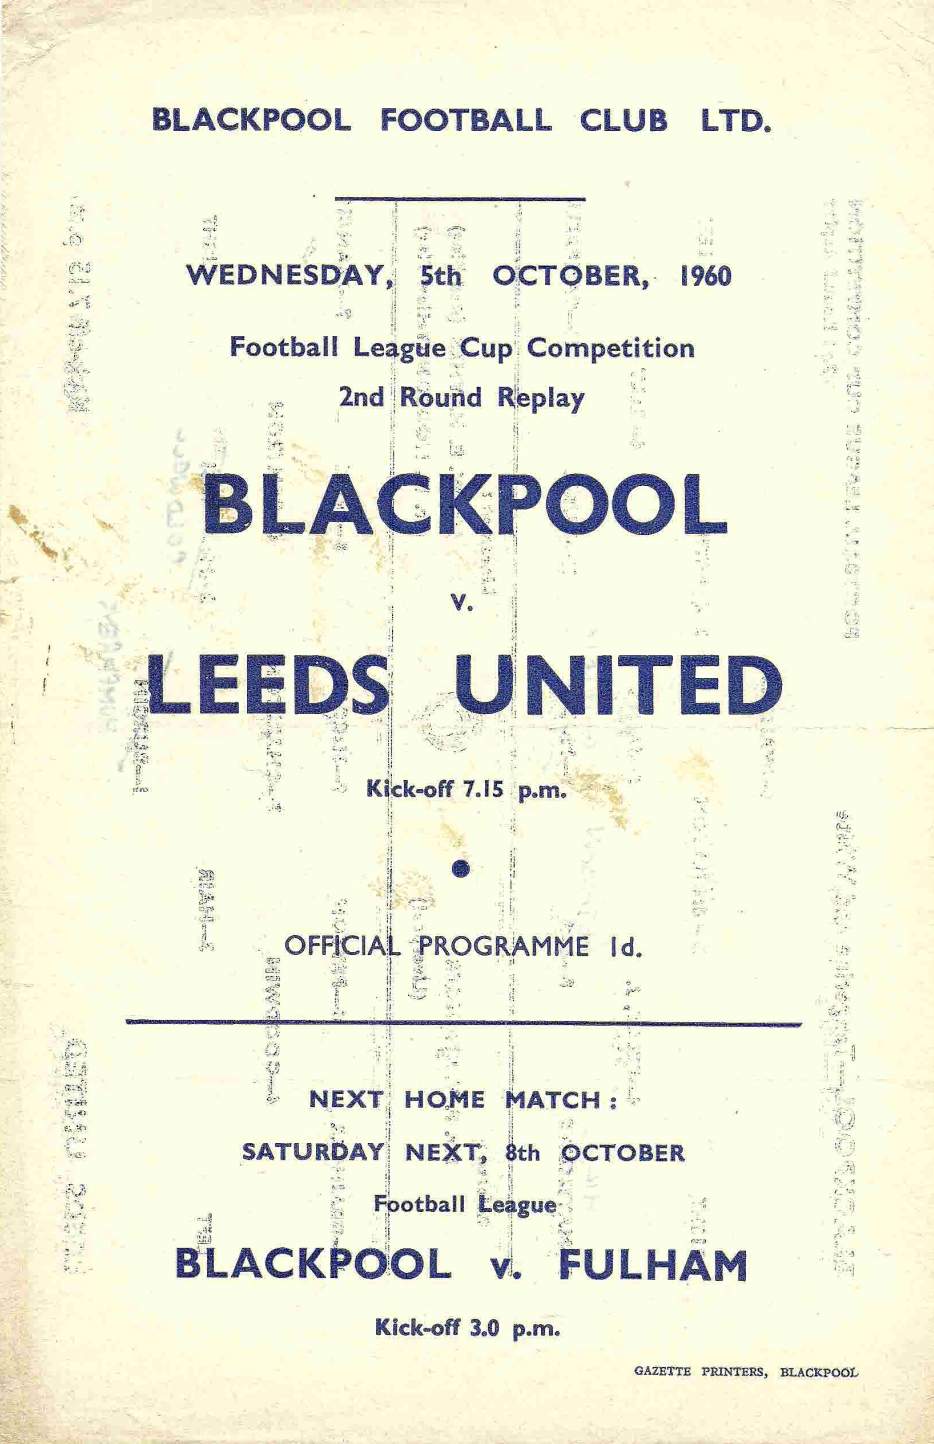 BLACKPOOL FOOTBALL CLUB LTD.
WEDNESDAY, 5th OCTOBER, 1960
Football League Cup Competition
2nd Round Replay
BLACKPOOL
v.
LEEDS UNITED
Kick-off 7.15 p.m.
OFFICIAL PROGRAMME 1d.
NEXT HOME MATCH :
SATURDAY NEXT, 8th OCTOBER
Football League
BLACKPOOL v. FULHAM
Kick-off 3.0 p.m.
GAZETTE PRINTERS, BLACKPOOL